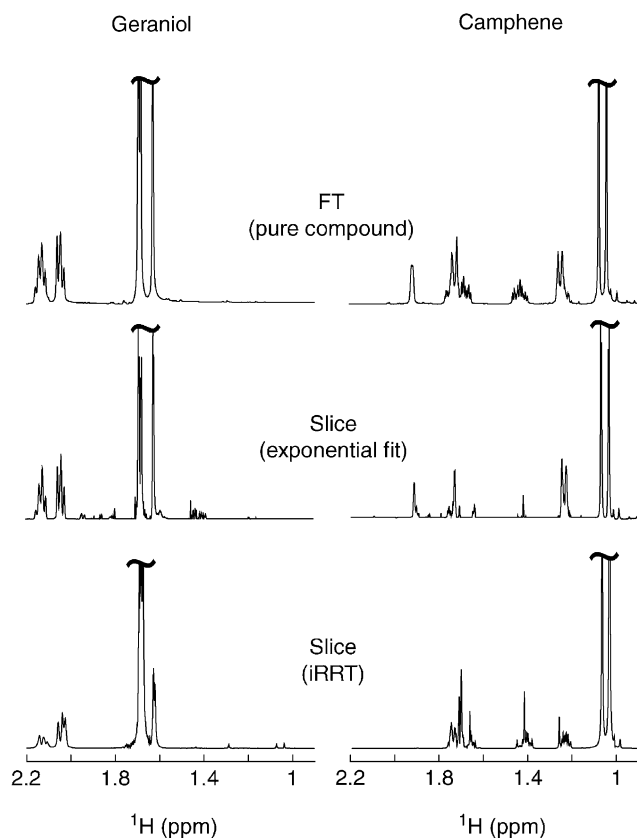 Geraniol
Camphene
FT
(pure compound)
Slice
(exponential fit)
Slice
(iRRT)
2.2 1.8 1.4 1
2.2 1.8 1.4 1
¹H (ppm)
¹H (ppm)